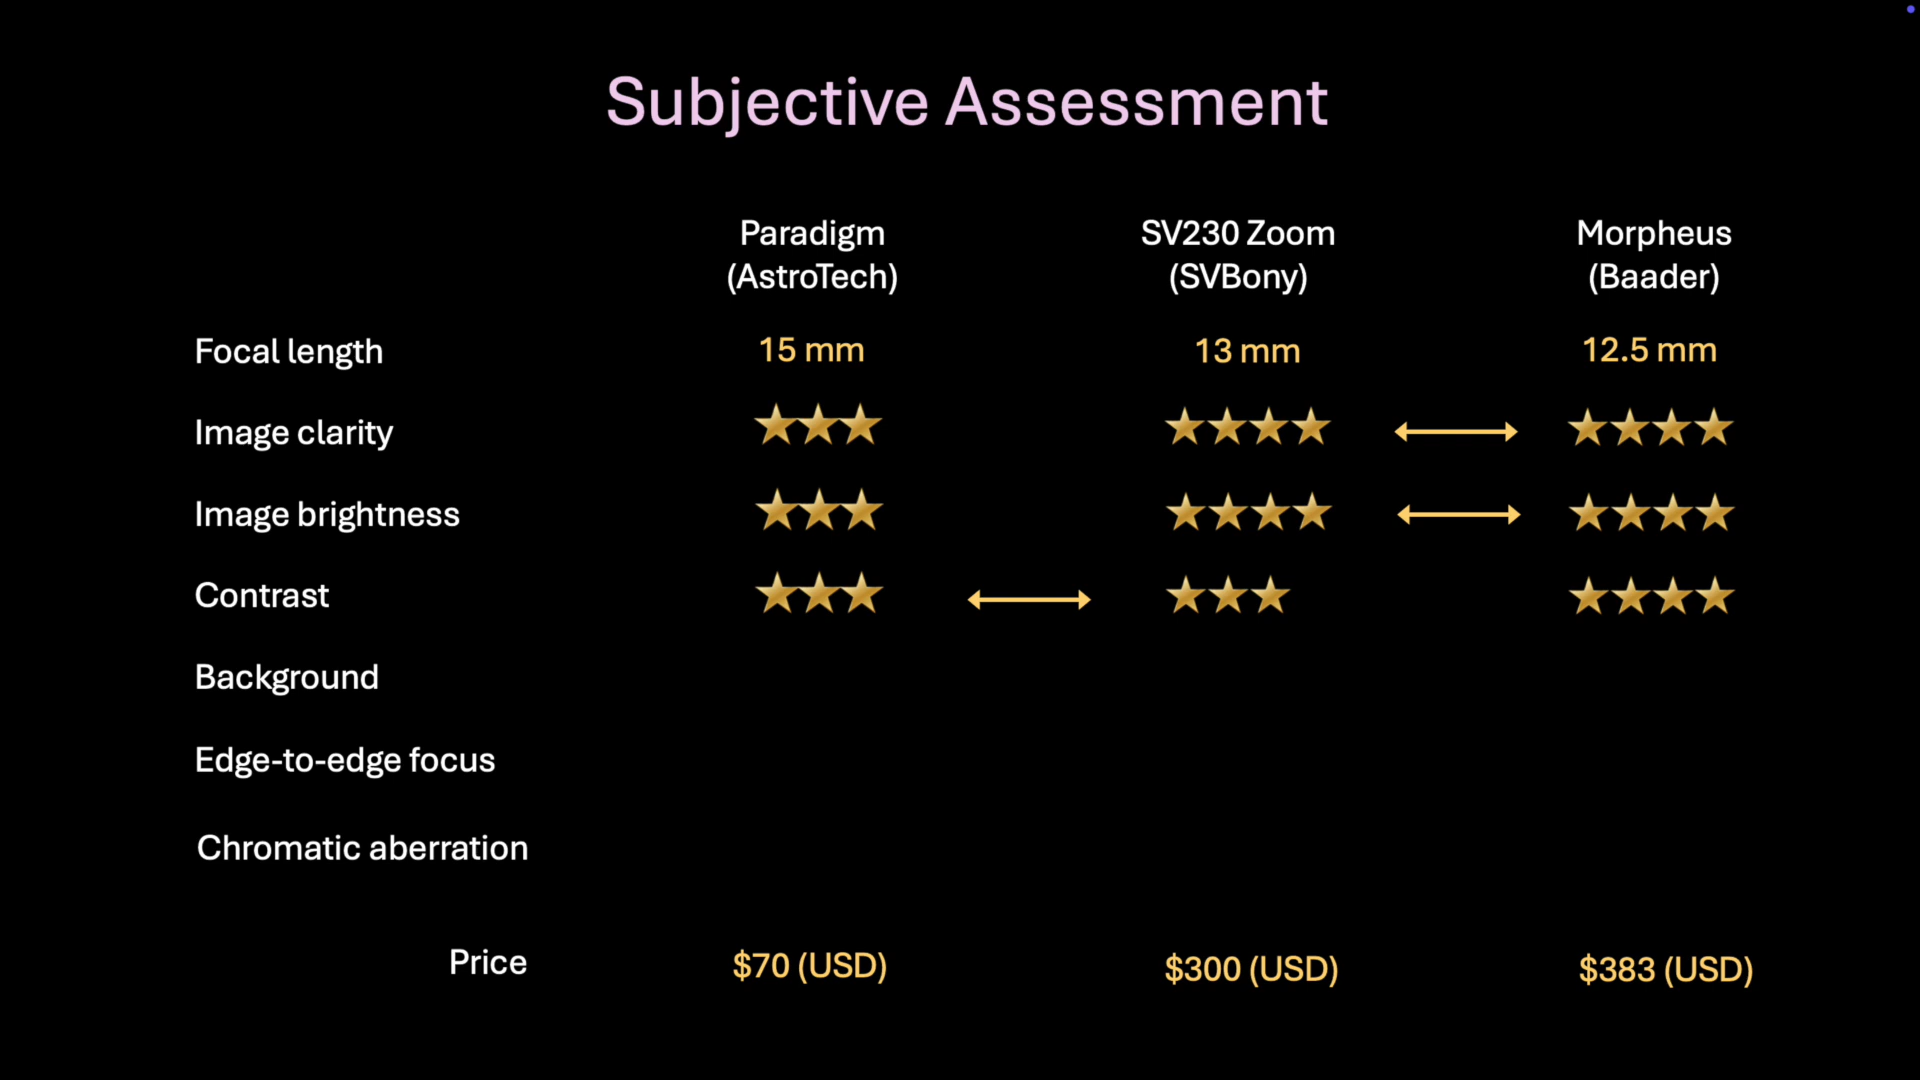 Subjective Assessment
Paradigm
(AstroTech)
SV230 Zoom
(SVBony)
Morpheus
(Baader)
Focal length 15 mm 13 mm 12.5 mm
Image clarity
Image brightness
Contrast
Background
Edge-to-edge focus
Chromatic aberration
Price $70 (USD) $300 (USD) $383 (USD)